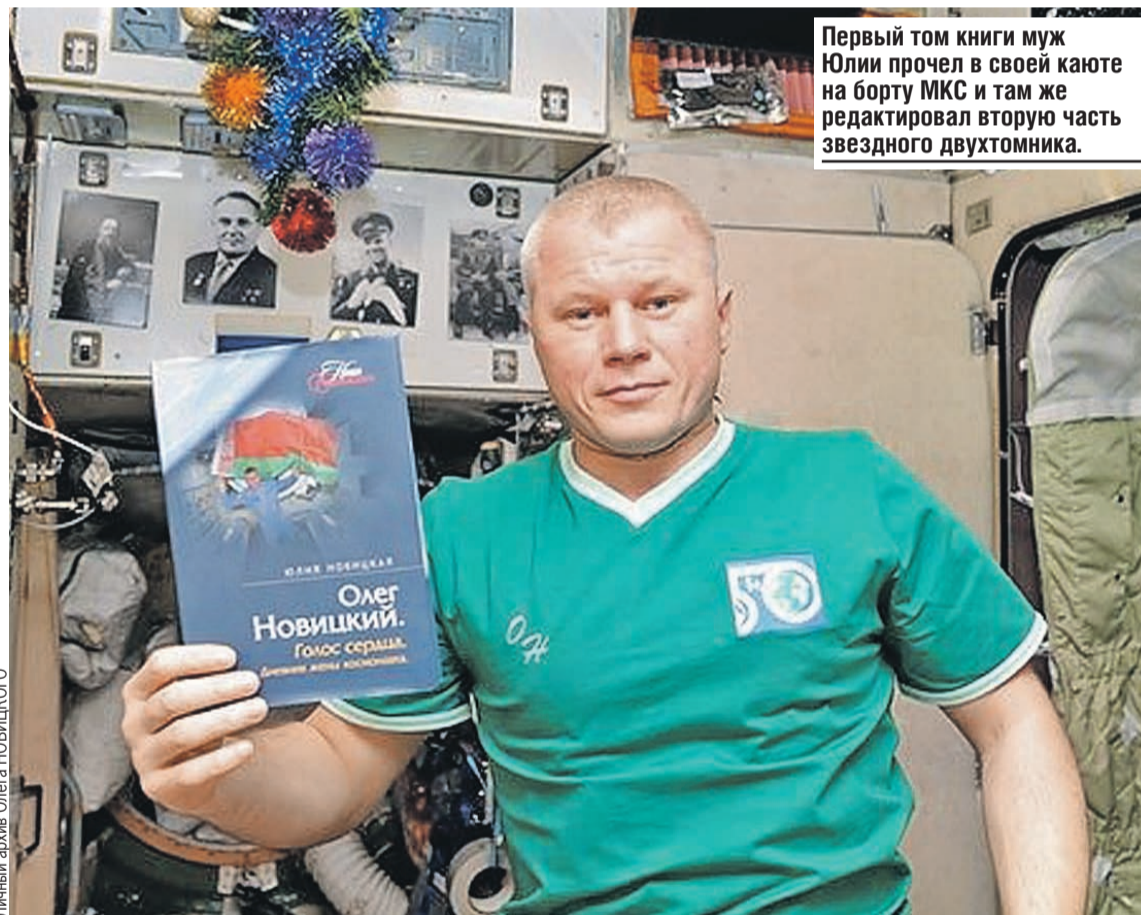 Первый том книги муж
Юлии прочел в своей каюте
на борту МКС и там же
редактировал вторую часть
звездного двухтомника.
ЮЛИЯ НОВИЦКАЯ
Олег
Новицкий.
Голос сердца.
Дневник жены космонавта.
ОН
50
Личный архив Олега НОВИЦКОГО